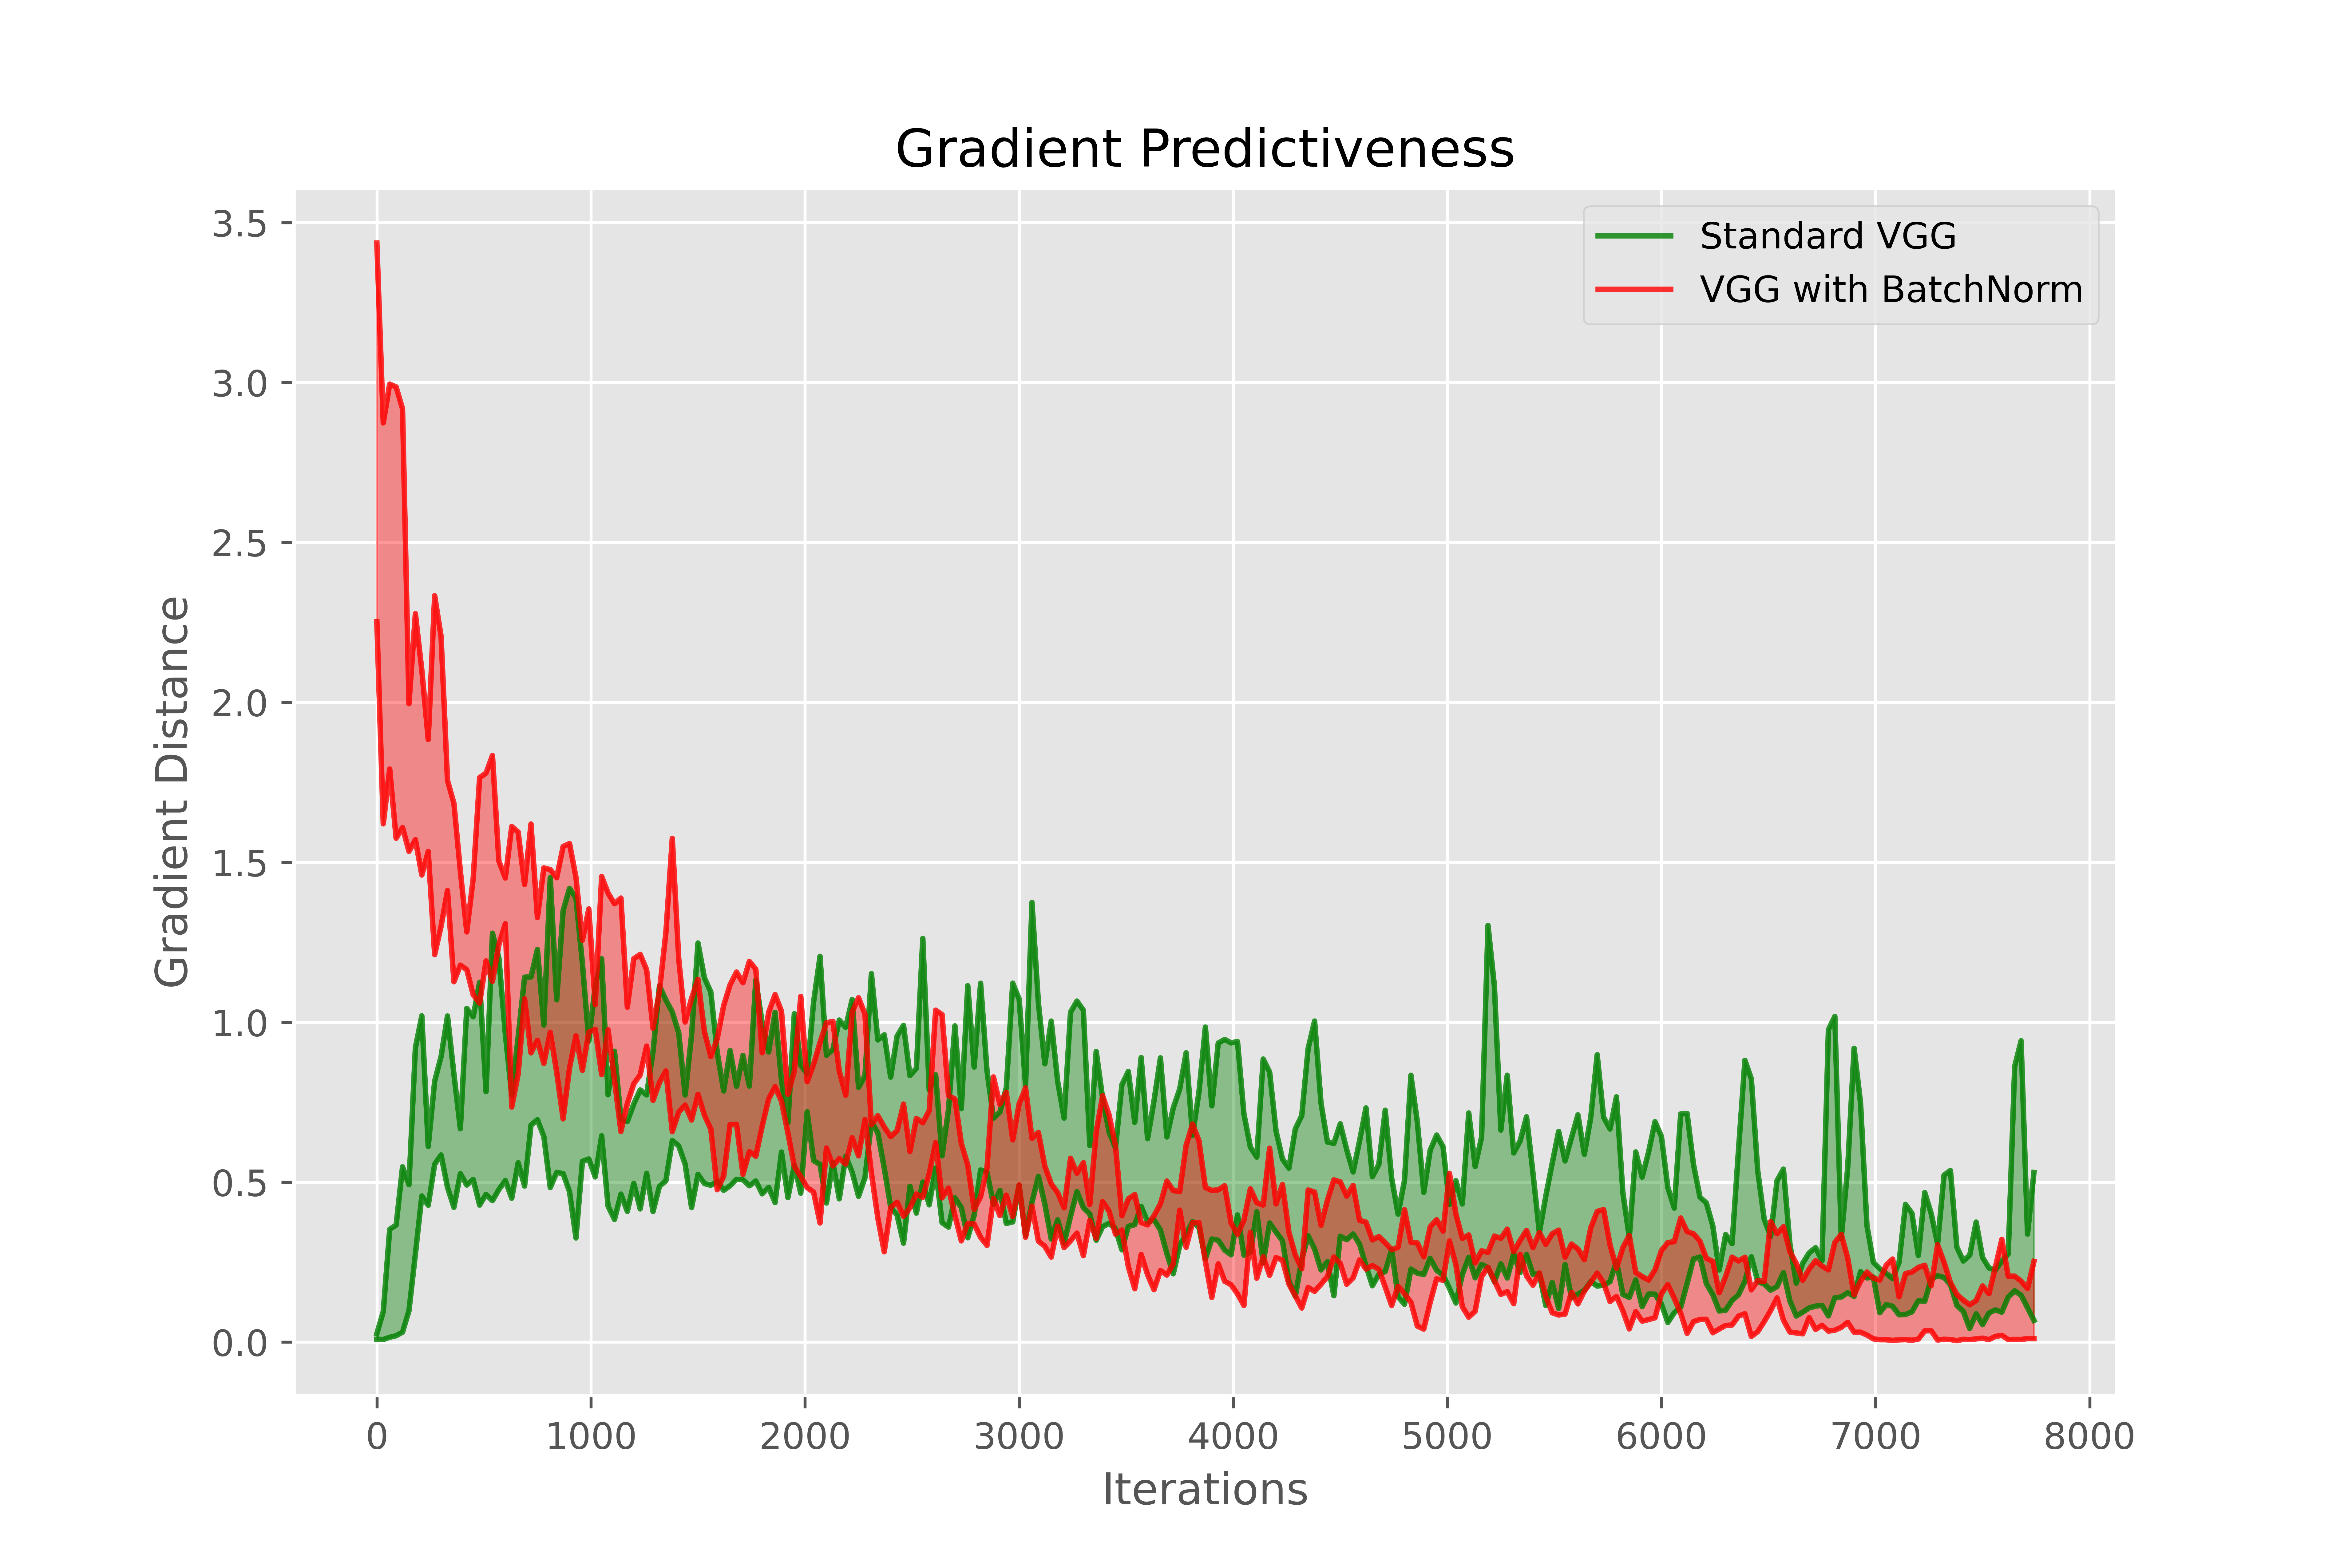 Gradient Predictiveness
Standard VGG
VGG with BatchNorm
Gradient Distance
3.5
3.0
2.5
2.0
1.5
1.0
0.5
0.0
0 1000 2000 3000 4000 5000 6000 7000 8000
Iterations